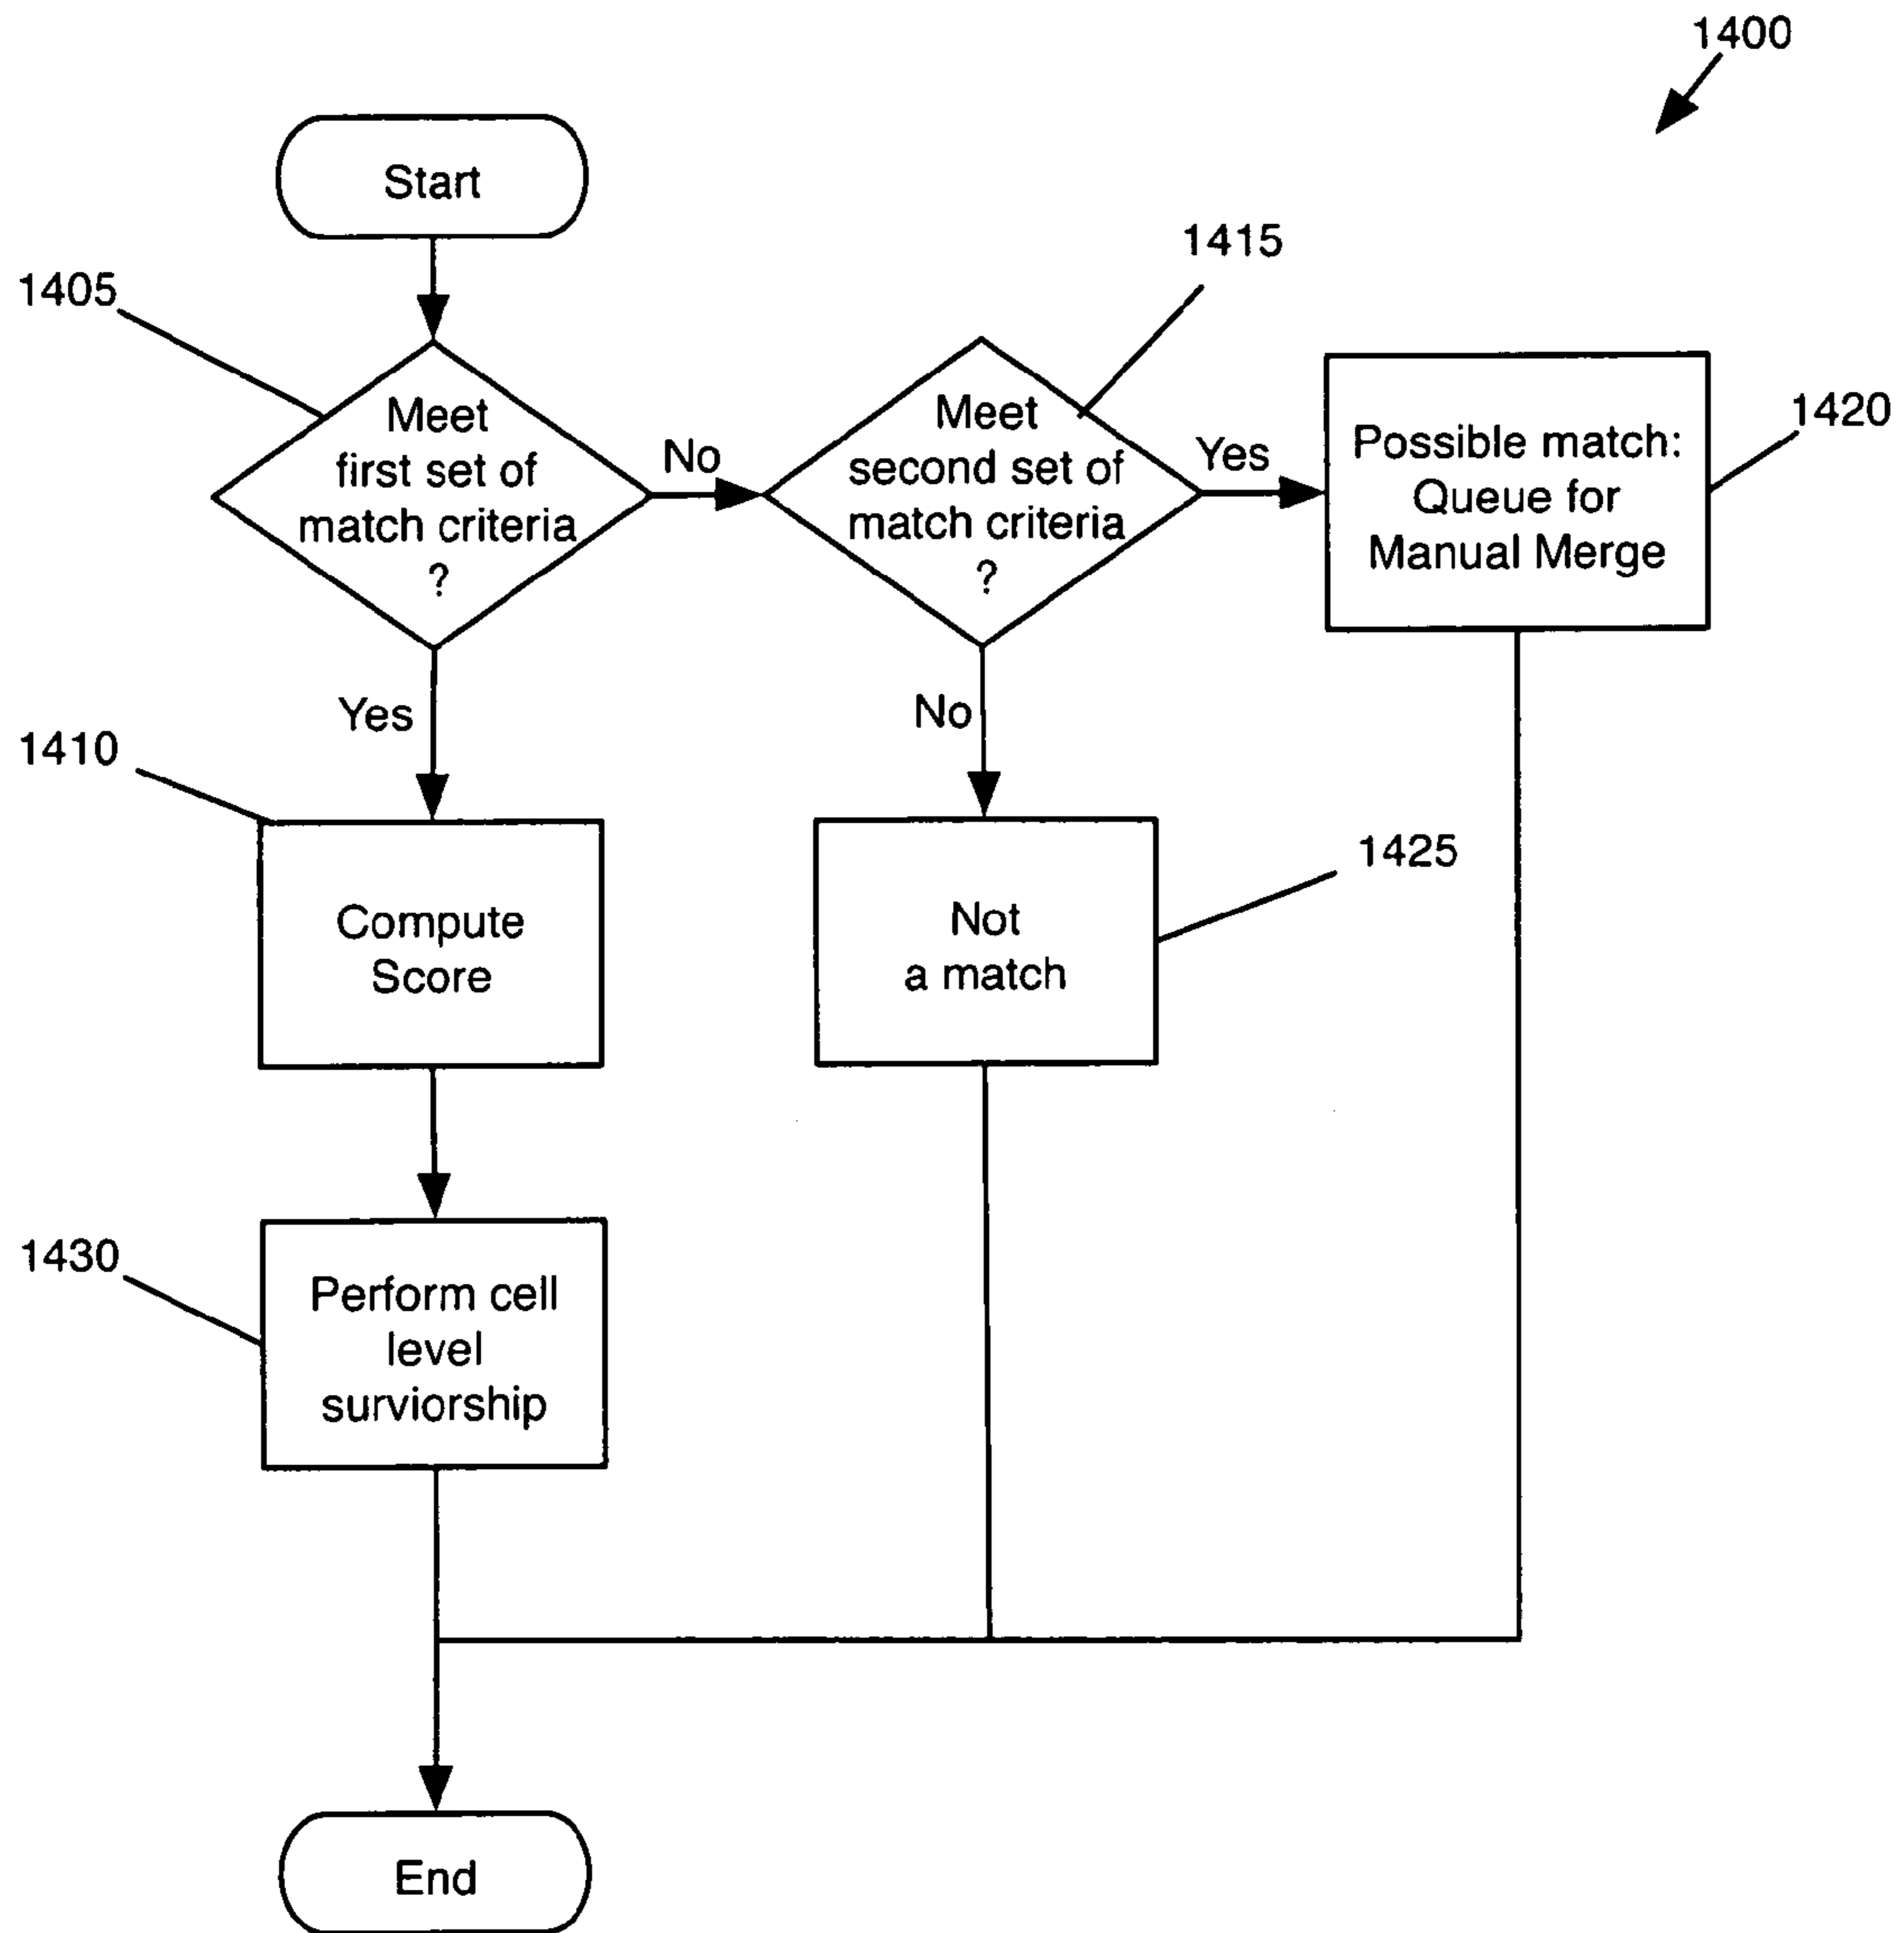 1400
Start
1405
Meet
first set of
match criteria
?
No
1415
Meet
second set of
match criteria
?
Yes
1420
Possible match:
Queue for
Manual Merge
Yes
No
1410
Compute
Score
1425
Not
a match
1430
Perform cell
level
surviorship
End